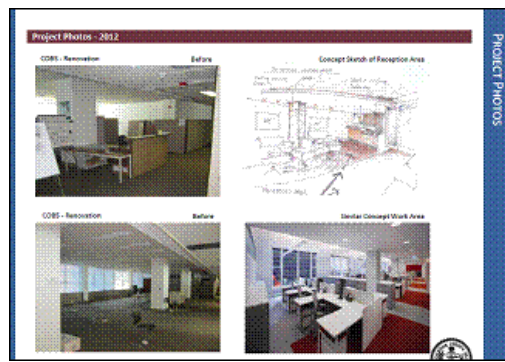 Project Photos - 2012
COBS - Renovation Before
Concept Sketch of Reception Area
COBS - Renovation Before
Similar Concept Work Area
PROJECT PHOTOS